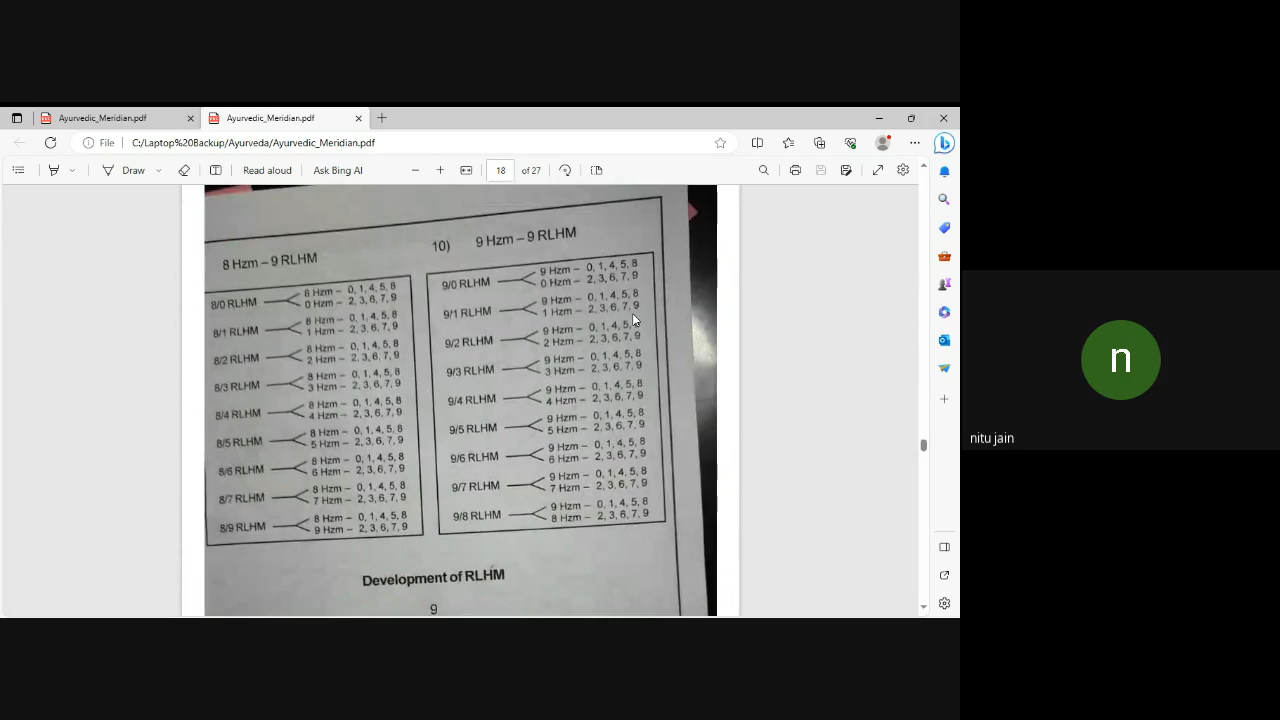 Ayurvedic_Meridian.pdf
Ayurvedic_Meridian.pdf
File
C:/Laptop%20Backup/Ayurveda/Ayurvedic_Meridian.pdf
Draw
Read aloud
Ask Bing AI
18
of 27
8 Hzm – 9 RLHM
8/0 RLHM
8 Hzm – 0, 1, 4, 5, 8
0 Hzm – 2, 3, 6, 7, 9
8/1 RLHM
8 Hzm – 0, 1, 4, 5, 8
1 Hzm – 2, 3, 6, 7, 9
8/2 RLHM
8 Hzm – 0, 1, 4, 5, 8
2 Hzm – 2, 3, 6, 7, 9
8/3 RLHM
8 Hzm – 0, 1, 4, 5, 8
3 Hzm – 2, 3, 6, 7, 9
8/4 RLHM
8 Hzm – 0, 1, 4, 5, 8
4 Hzm – 2, 3, 6, 7, 9
8/5 RLHM
8 Hzm – 0, 1, 4, 5, 8
5 Hzm – 2, 3, 6, 7, 9
8/6 RLHM
8 Hzm – 0, 1, 4, 5, 8
6 Hzm – 2, 3, 6, 7, 9
8/7 RLHM
8 Hzm – 0, 1, 4, 5, 8
7 Hzm – 2, 3, 6, 7, 9
8/9 RLHM
8 Hzm – 0, 1, 4, 5, 8
9 Hzm – 2, 3, 6, 7, 9
10) 9 Hzm – 9 RLHM
9/0 RLHM
9 Hzm – 0, 1, 4, 5, 8
0 Hzm – 2, 3, 6, 7, 9
9/1 RLHM
9 Hzm – 0, 1, 4, 5, 8
1 Hzm – 2, 3, 6, 7, 9
9/2 RLHM
9 Hzm – 0, 1, 4, 5,
2 Hzm – 2, 3, 6, 7, 9
9/3 RLHM
9 Hzm – 0, 1, 4, 5, 8
3 Hzm – 2, 3, 6, 7, 9
9/4 RLHM
9 Hzm – 0, 1, 4, 5, 8
4 Hzm – 2, 3, 6, 7, 9
9/5 RLHM
9 Hzm – 0, 1, 4, 5, 8
5 Hzm – 2, 3, 6, 7, 9
9/6 RLHM
9 Hzm – 0, 1, 4, 5, 8
6 Hzm – 2, 3, 6, 7, 9
9/7 RLHM
9 Hzm – 0, 1, 4, 5, 8
7 Hzm – 2, 3, 6, 7, 9
9/8 RLHM
9 Hzm – 0, 1, 4, 5, 8
8 Hzm – 2, 3, 6, 7, 9
Development of RLHM
9
n
nitu jain